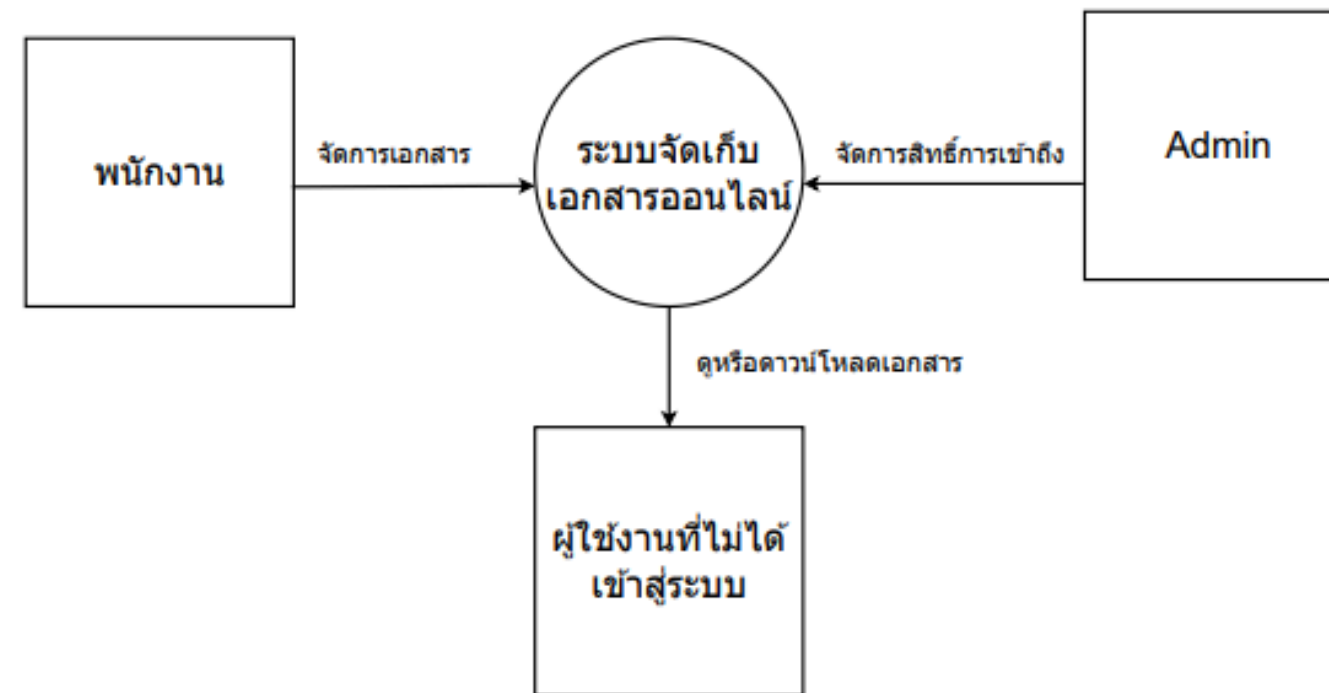 พนักงาน
จัดการเอกสาร
ระบบจัดเก็บ
เอกสารออนไลน์
จัดการสิทธิ์การเข้าถึง
Admin
ดูหรือดาวน์โหลดเอกสาร
ผู้ใช้งานที่ไม่ได้
เข้าสู่ระบบ